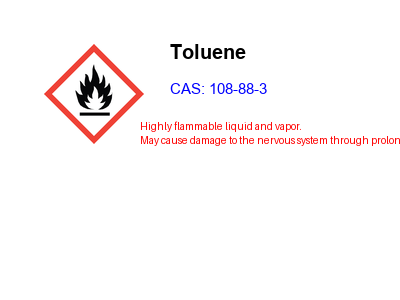 Toluene
CAS: 108-88-3
Highly flammable liquid and vapor.
May cause damage to the nervous system through prolon